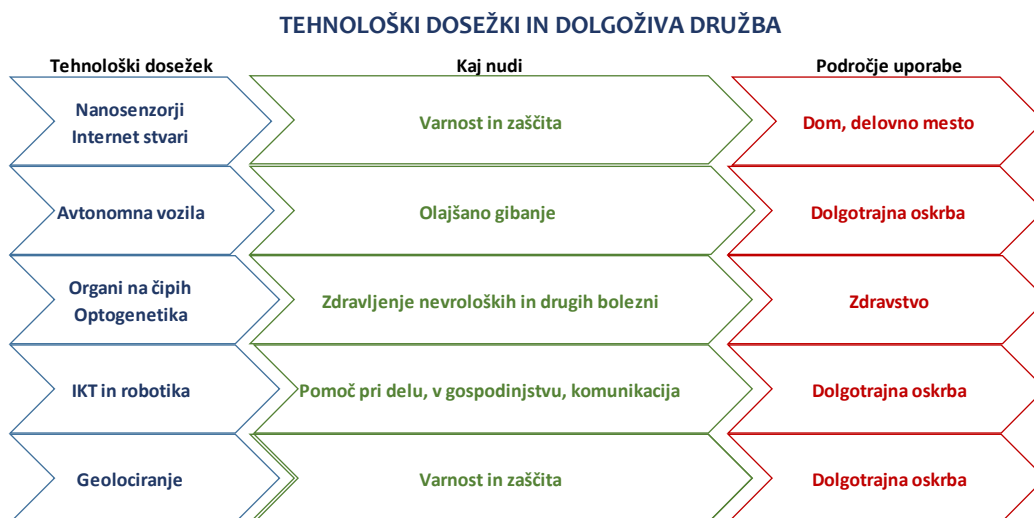 TEHNOLOŠKI DOSEŽKI IN DOLGOŽIVA DRUŽBA
Tehnološki dosežek
Kaj nudi
Področje uporabe
Nanosenzorji
Internet stvari
Varnost in zaščita
Dom, delovno mesto
Avtonomna vozila
Olajšano gibanje
Dolgotrajna oskrba
Organi na čipih
Optogenetika
Zdravljenje nevroloških in drugih bolezni
Zdravstvo
IKT in robotika
Pomoč pri delu, v gospodinjstvu, komunikacija
Dolgotrajna oskrba
Geolociranje
Varnost in zaščita
Dolgotrajna oskrba